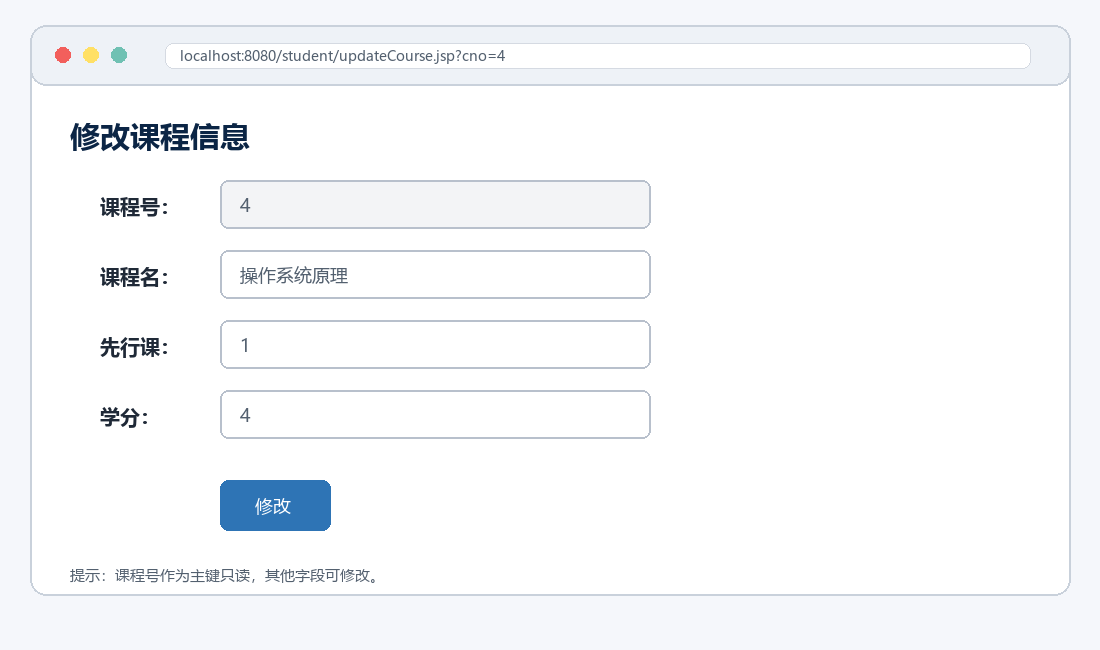 localhost:8080/student/updateCourse.jsp?cno=4
修改课程信息
课程号： 4
课程名： 操作系统原理
先行课： 1
学分： 4
修改
提示：课程号作为主键只读，其他字段可修改。